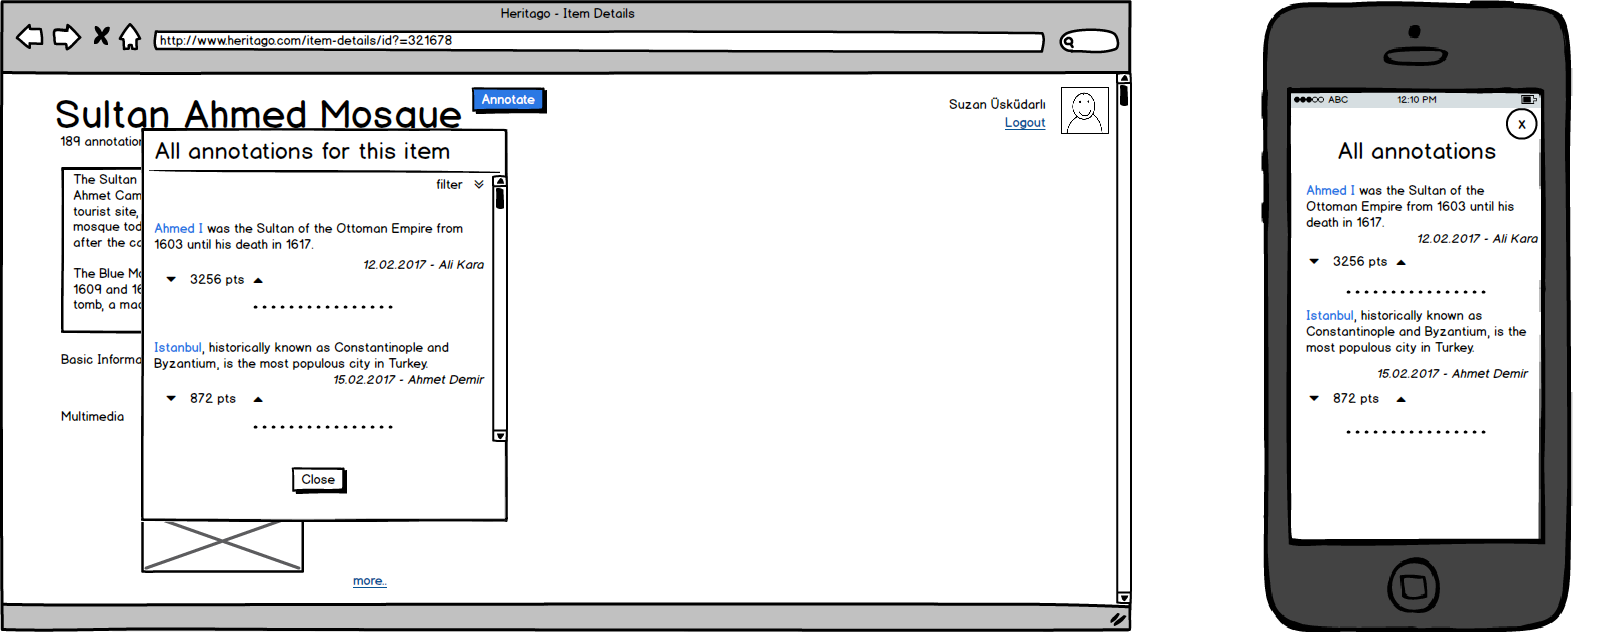 Heritago - Item Details
http://www.heritago.com/item-details/id?=321678
Sultan Ahmed Mosque
Annotate
Suzan Üsküdarlı
Logout
189 annotation
The Sultan
Ahmet Cam
tourist site,
mosque tod
after the ca
The Blue Mo
1609 and 16
tomb, a mad
Basic Informa
Multimedia
more..
All annotations for this item
filter
Ahmed I was the Sultan of the Ottoman Empire from
1603 until his death in 1617.
12.02.2017 - Ali Kara
3256 pts
Istanbul, historically known as Constantinople and
Byzantium, is the most populous city in Turkey.
15.02.2017 - Ahmet Demir
872 pts
Close
ABC
12:10 PM
X
All annotations
Ahmed I was the Sultan of the
Ottoman Empire from 1603 until his
death in 1617.
12.02.2017 - Ali Kara
3256 pts
Istanbul, historically known as
Constantinople and Byzantium, is the
most populous city in Turkey.
15.02.2017 - Ahmet Demir
872 pts